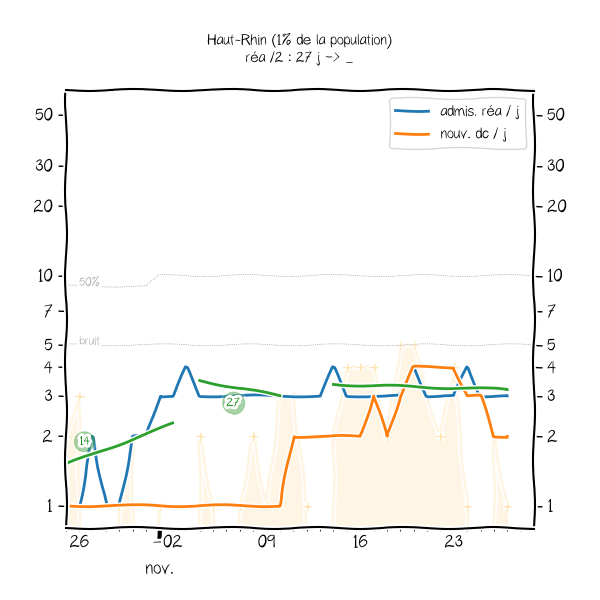 Haut-Rhin (1% de la population)
réa /2 : 27 j -> _
admis. réa / j
nouv. dc / j
50 50
30 30
20 20
10 10
50%
7 7
bruit
5 5
4 4
3 3
27
14
2 2
1 1
26 02 09 16 23
nov.